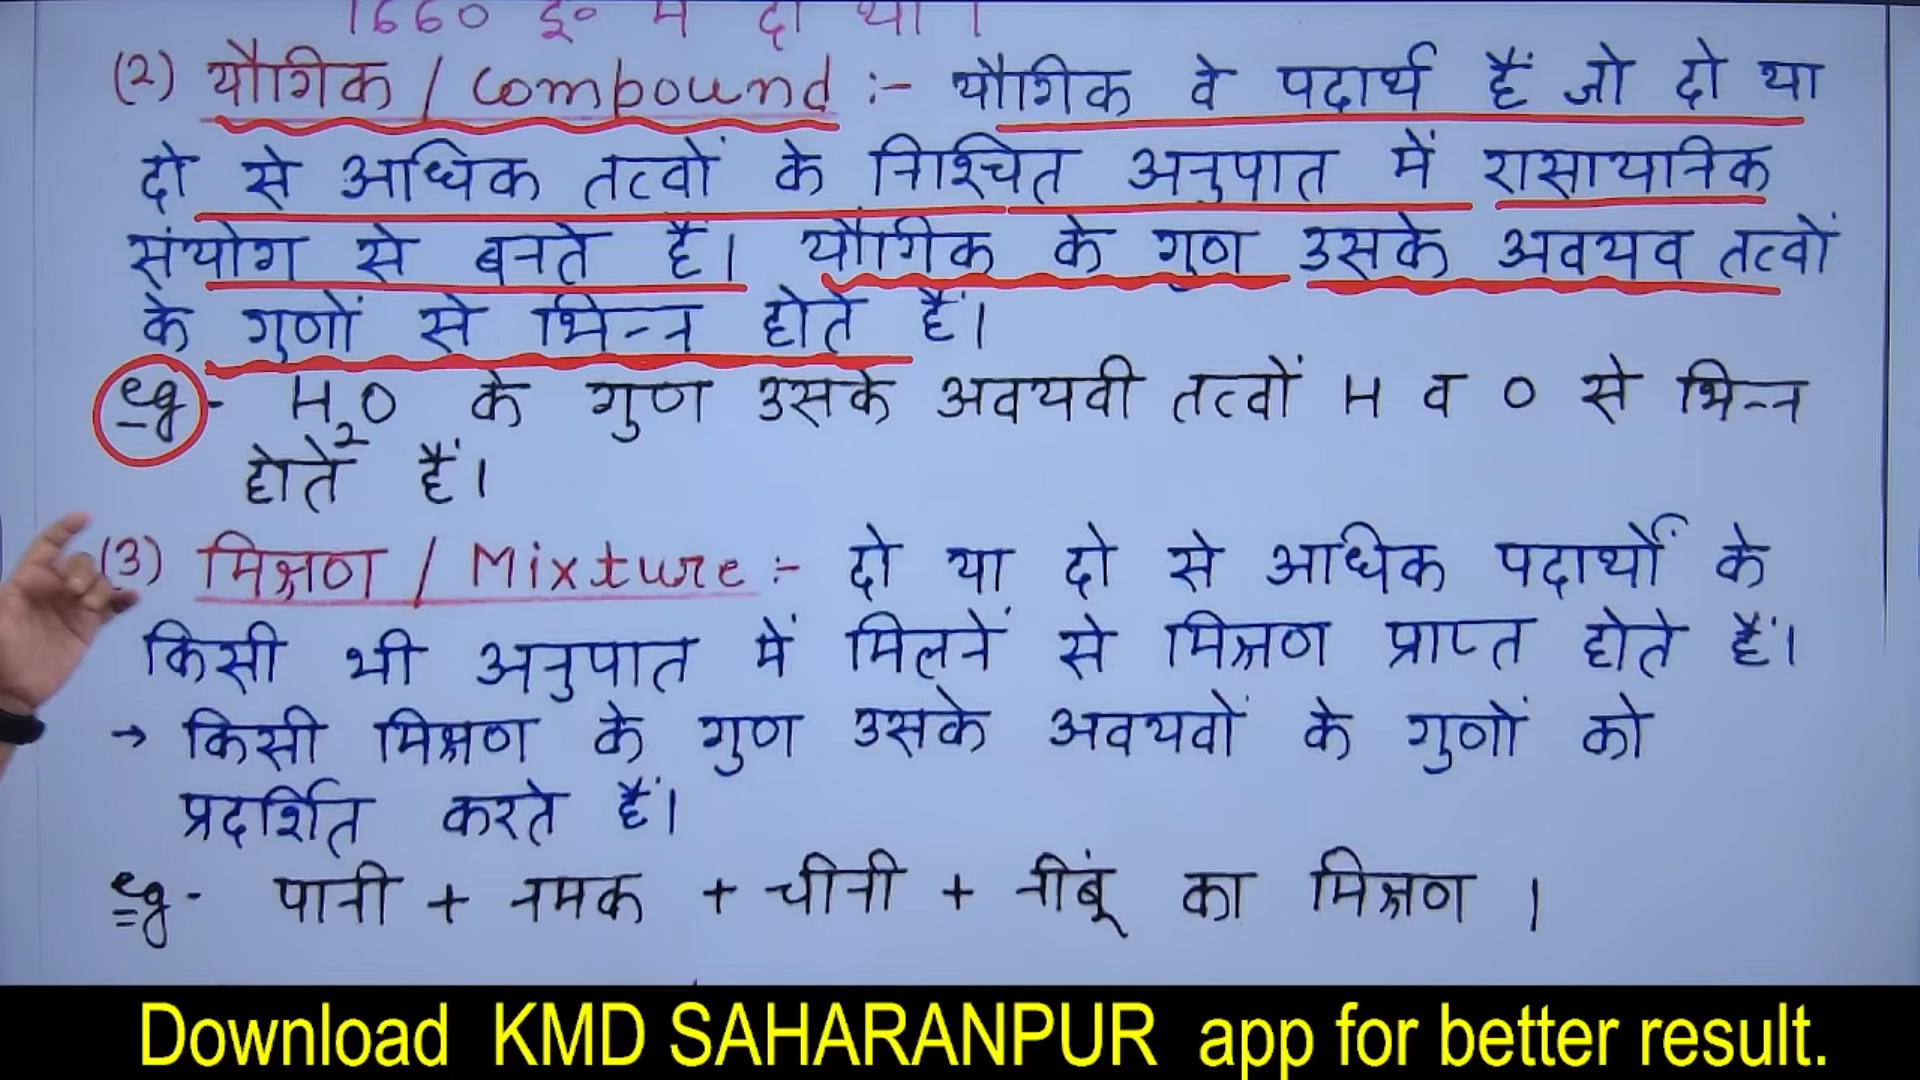 1660 ई० में दी थी ।
(2) यौगिक / Compound :- यौगिक वे पदार्थ हैं जो दो या
दो से अधिक तत्वों के निश्चित अनुपात में रासायनिक
संयोग से बनते हैं। यौगिक के गुण उसके अवयव तत्वों
के गुणों से भिन्न होते हैं।
eg - H₂O के गुण उसके अवयवी तत्वों H व O से भिन्न
होते हैं।
(3) मिश्रण / Mixture :- दो या दो से अधिक पदार्थों के
किसी भी अनुपात में मिलनें से मिश्रण प्राप्त होते हैं।
→ किसी मिश्रण के गुण उसके अवयवों के गुणों को
प्रदर्शित करते हैं।
eg - पानी + नमक + चीनी + नींबू का मिश्रण ।
Download KMD SAHARANPUR app for better result.